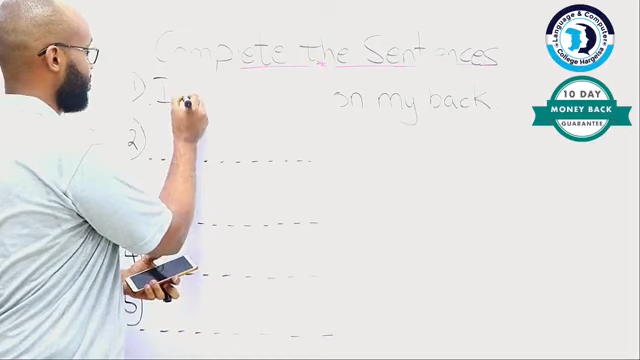 Complete the Sentences
1) I on my back
2)
4)
5)
Language & Computer
College Hargeisa
10 DAY
MONEY BACK
GUARANTEE